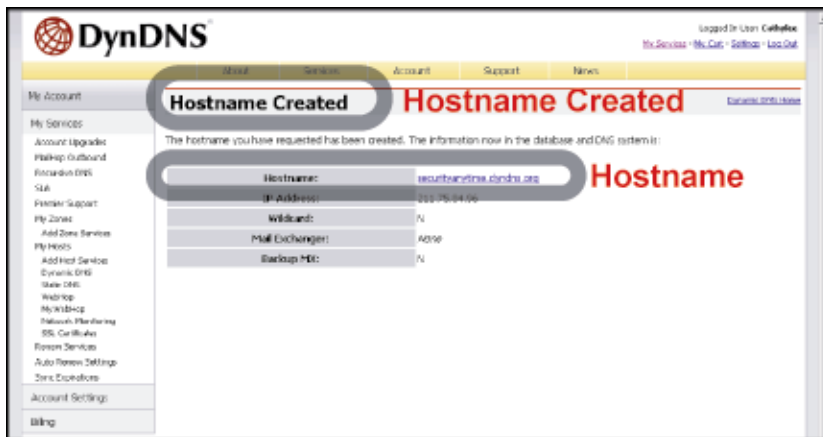 DynDNS
Logged In User: Catholex
My Services - My Cart - Settings - Log Out
About Services Account Support News
My Account
Hostname Created
Hostname Created
Dynamic DNS Home
My Services
The hostname you have requested has been created. The information now in the database and DNS system is:
Account Upgrades
MailHop Outbound
Recursive DNS
SLA
Premier Support
My Zones
Add Zone Services
My Hosts
Add Host Services
Dynamic DNS
Static DNS
WebHop
MyWebHop
Network Monitoring
SSL Certificates
Renew Services
Auto Renew Settings
Sync Expirations
Account Settings
Billing
Hostname: securityanytime.dyndns.org
Hostname
IP Address:
Wildcard: N
Mail Exchanger: None
Backup MX: N